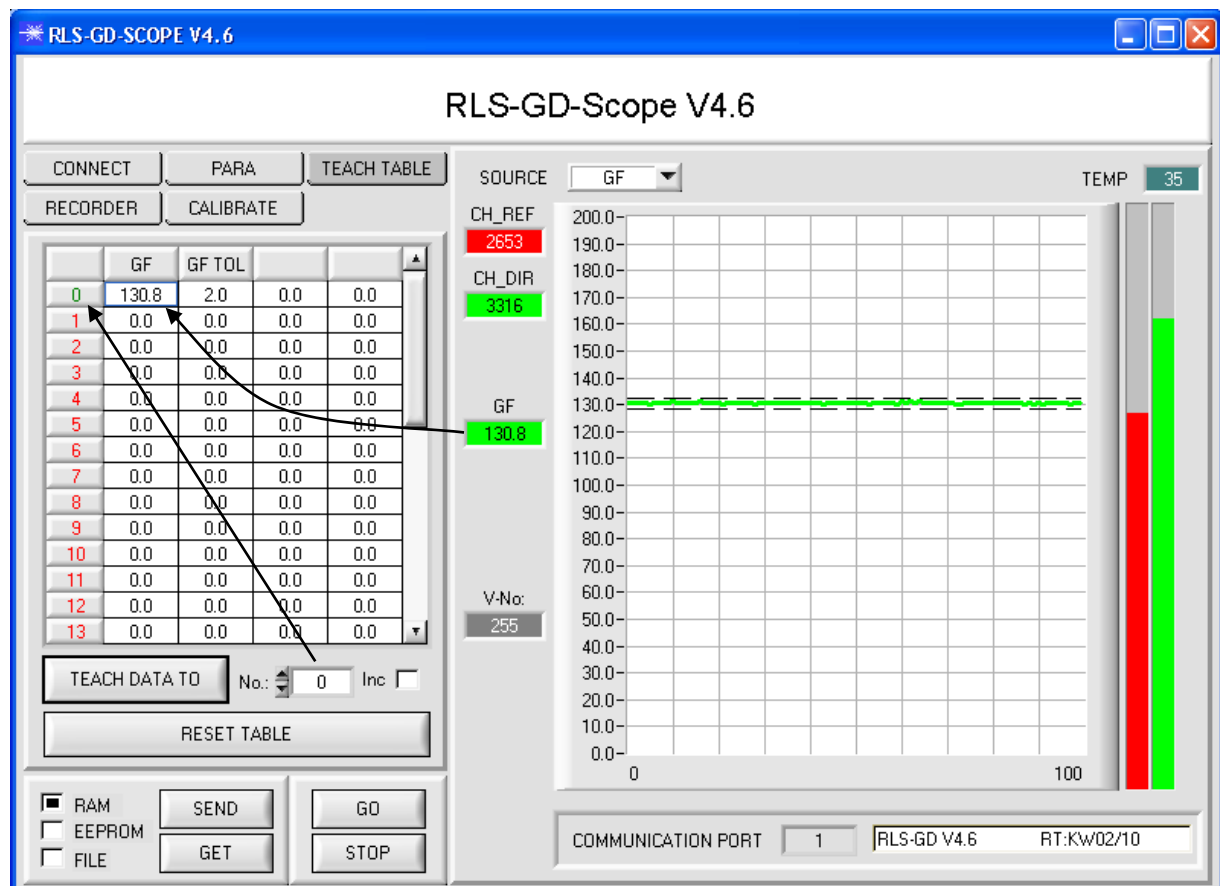 RLS-GD-SCOPE V4.6
RLS-GD-Scope V4.6
CONNECT PARA TEACH TABLE
RECORDER CALIBRATE
GF GF TOL
0 130.8 2.0 0.0 0.0
1 0.0 0.0 0.0 0.0
2 0.0 0.0 0.0 0.0
3 0.0 0.0 0.0 0.0
4 0.0 0.0 0.0 0.0
5 0.0 0.0 0.0 0.0
6 0.0 0.0 0.0 0.0
7 0.0 0.0 0.0 0.0
8 0.0 0.0 0.0 0.0
9 0.0 0.0 0.0 0.0
10 0.0 0.0 0.0 0.0
11 0.0 0.0 0.0 0.0
12 0.0 0.0 0.0 0.0
13 0.0 0.0 0.0 0.0
TEACH DATA TO No.: 0 Inc
RESET TABLE
RAM
EEPROM
FILE
SEND GO
GET STOP
SOURCE GF TEMP 35
CH_REF
2653
CH_DIR
3316
GF
130.8
V-No:
255
200.0
190.0
180.0
170.0
160.0
150.0
140.0
130.0
120.0
110.0
100.0
90.0
80.0
70.0
60.0
50.0
40.0
30.0
20.0
10.0
0.0
0 100
COMMUNICATION PORT 1 RLS-GD V4.6 RT:KW02/10